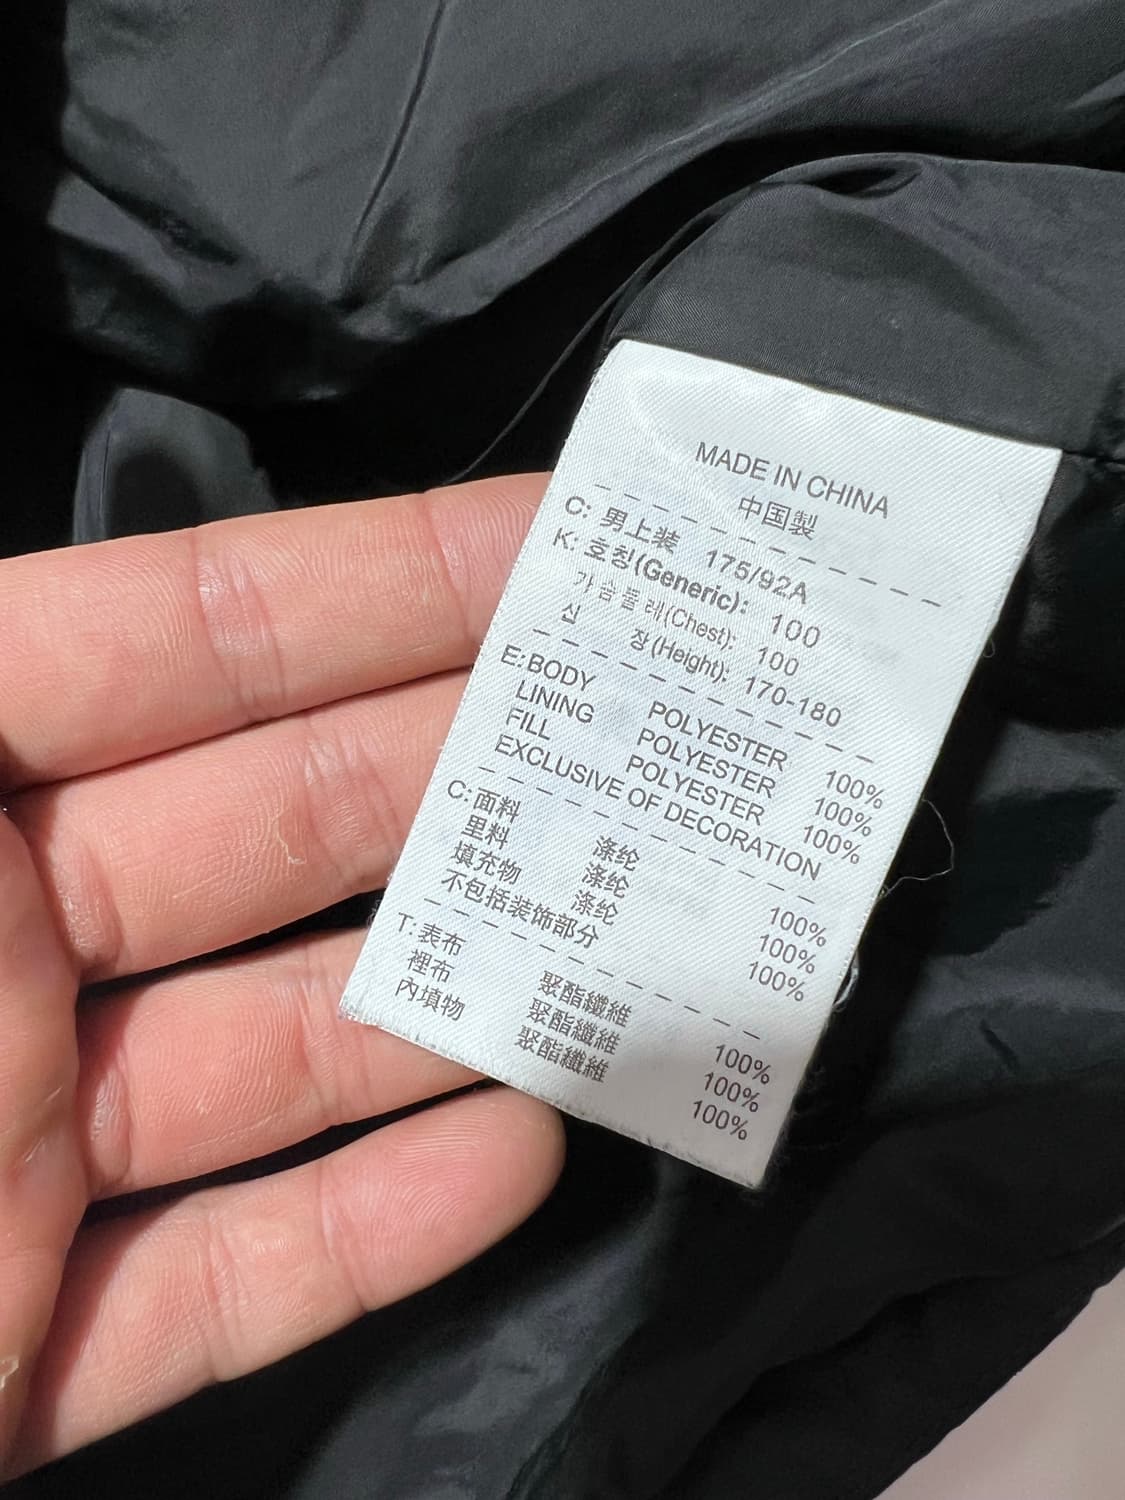 MADE IN CHINA
中国製
C: 男上装 175/92A
K: 호칭(Generic): 100
가슴둘레(Chest): 100
신 장(Height): 170-180
E: BODY POLYESTER 100%
LINING POLYESTER 100%
FILL POLYESTER 100%
EXCLUSIVE OF DECORATION
C: 面料 涤纶 100%
里料 涤纶 100%
填充物 涤纶 100%
不包括装饰部分
T: 表布 聚酯纖維 100%
裡布 聚酯纖維 100%
內填物 聚酯纖維 100%